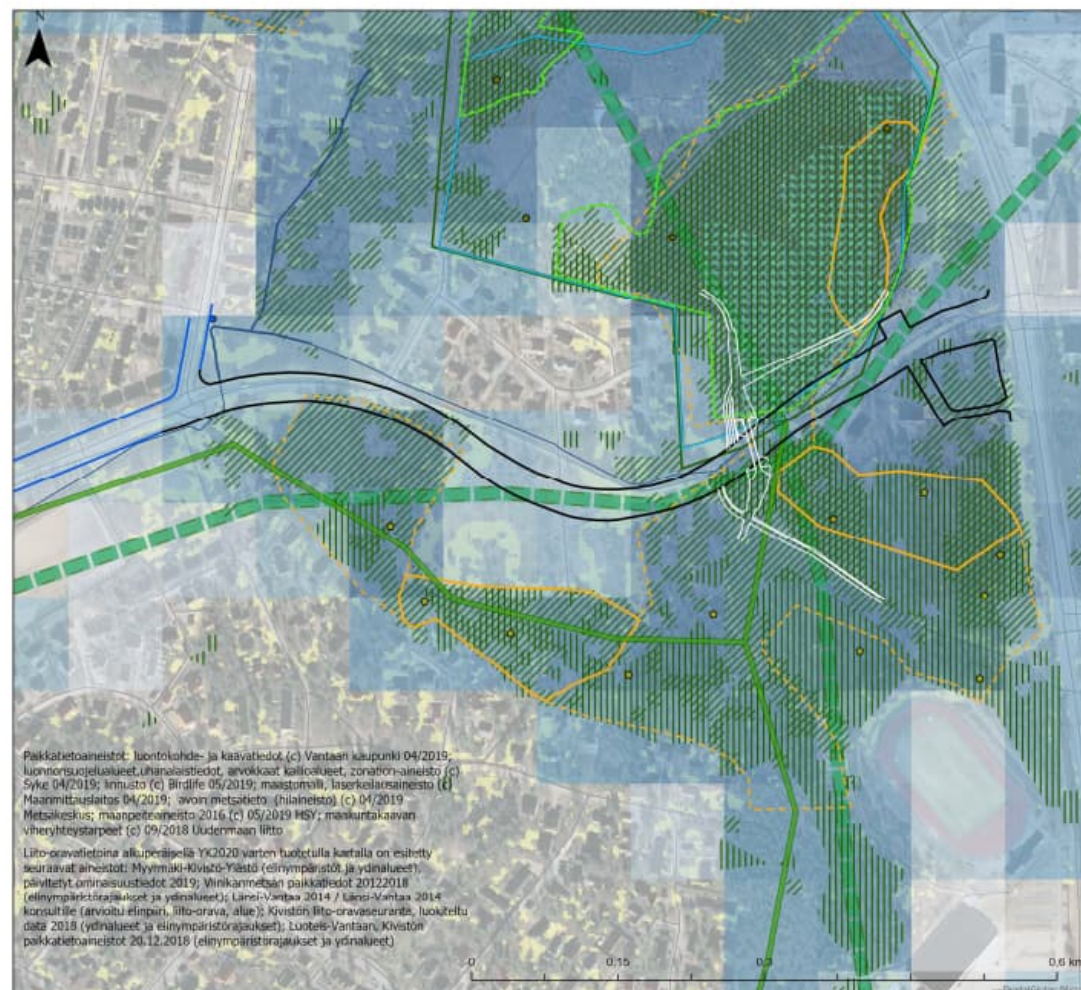 N
Paikkatietoaineistot: luontokohde- ja kaavatiedot (c) Vantaan kaupunki 04/2019;
luonnonsuojelualueet,uhanalaistiedot, arvokkaat kallioalueet, zonation-aineisto (c)
Syke 04/2019; linnusto (c) Birdlife 05/2019; maastomalli, laserkeilausaineisto (c)
Maanmittauslaitos 04/2019; avoin metsätieto (hilaineisto) (c) 04/2019
Metsäkeskus; maanpeiteaineisto 2016 (c) 05/2019 HSY; maakuntakaavan
viheryhteystarpeet (c) 09/2018 Uudenmaan liitto
Liito-oravatietoina alkuperäisellä YK2020 varten tuotetulla kartalla on esitetty
seuraavat aineistot: Myyrmäki-Kivistö-Ylästö (elinympäristöt ja ydinalueet),
päivitetyt ominaisuustiedot 2019; Viinikanmetsän paikkatiedot 20122018
(elinympäristörajaukset ja ydinalueet); Länsi-Vantaa 2014 / Länsi-Vantaa 2014
konsultille (arvioitu elinpiiri, liito-orava, alue); Kivistön liito-oravaseuranta, luokiteltu
data 2018 (ydinalueet ja elinympäristörajaukset); Luoteis-Vantaan, Kivistön
paikkatietoaineistot 20.12.2018 (elinympäristörajaukset ja ydinalueet)
0 0,15 0,3 0,6 km